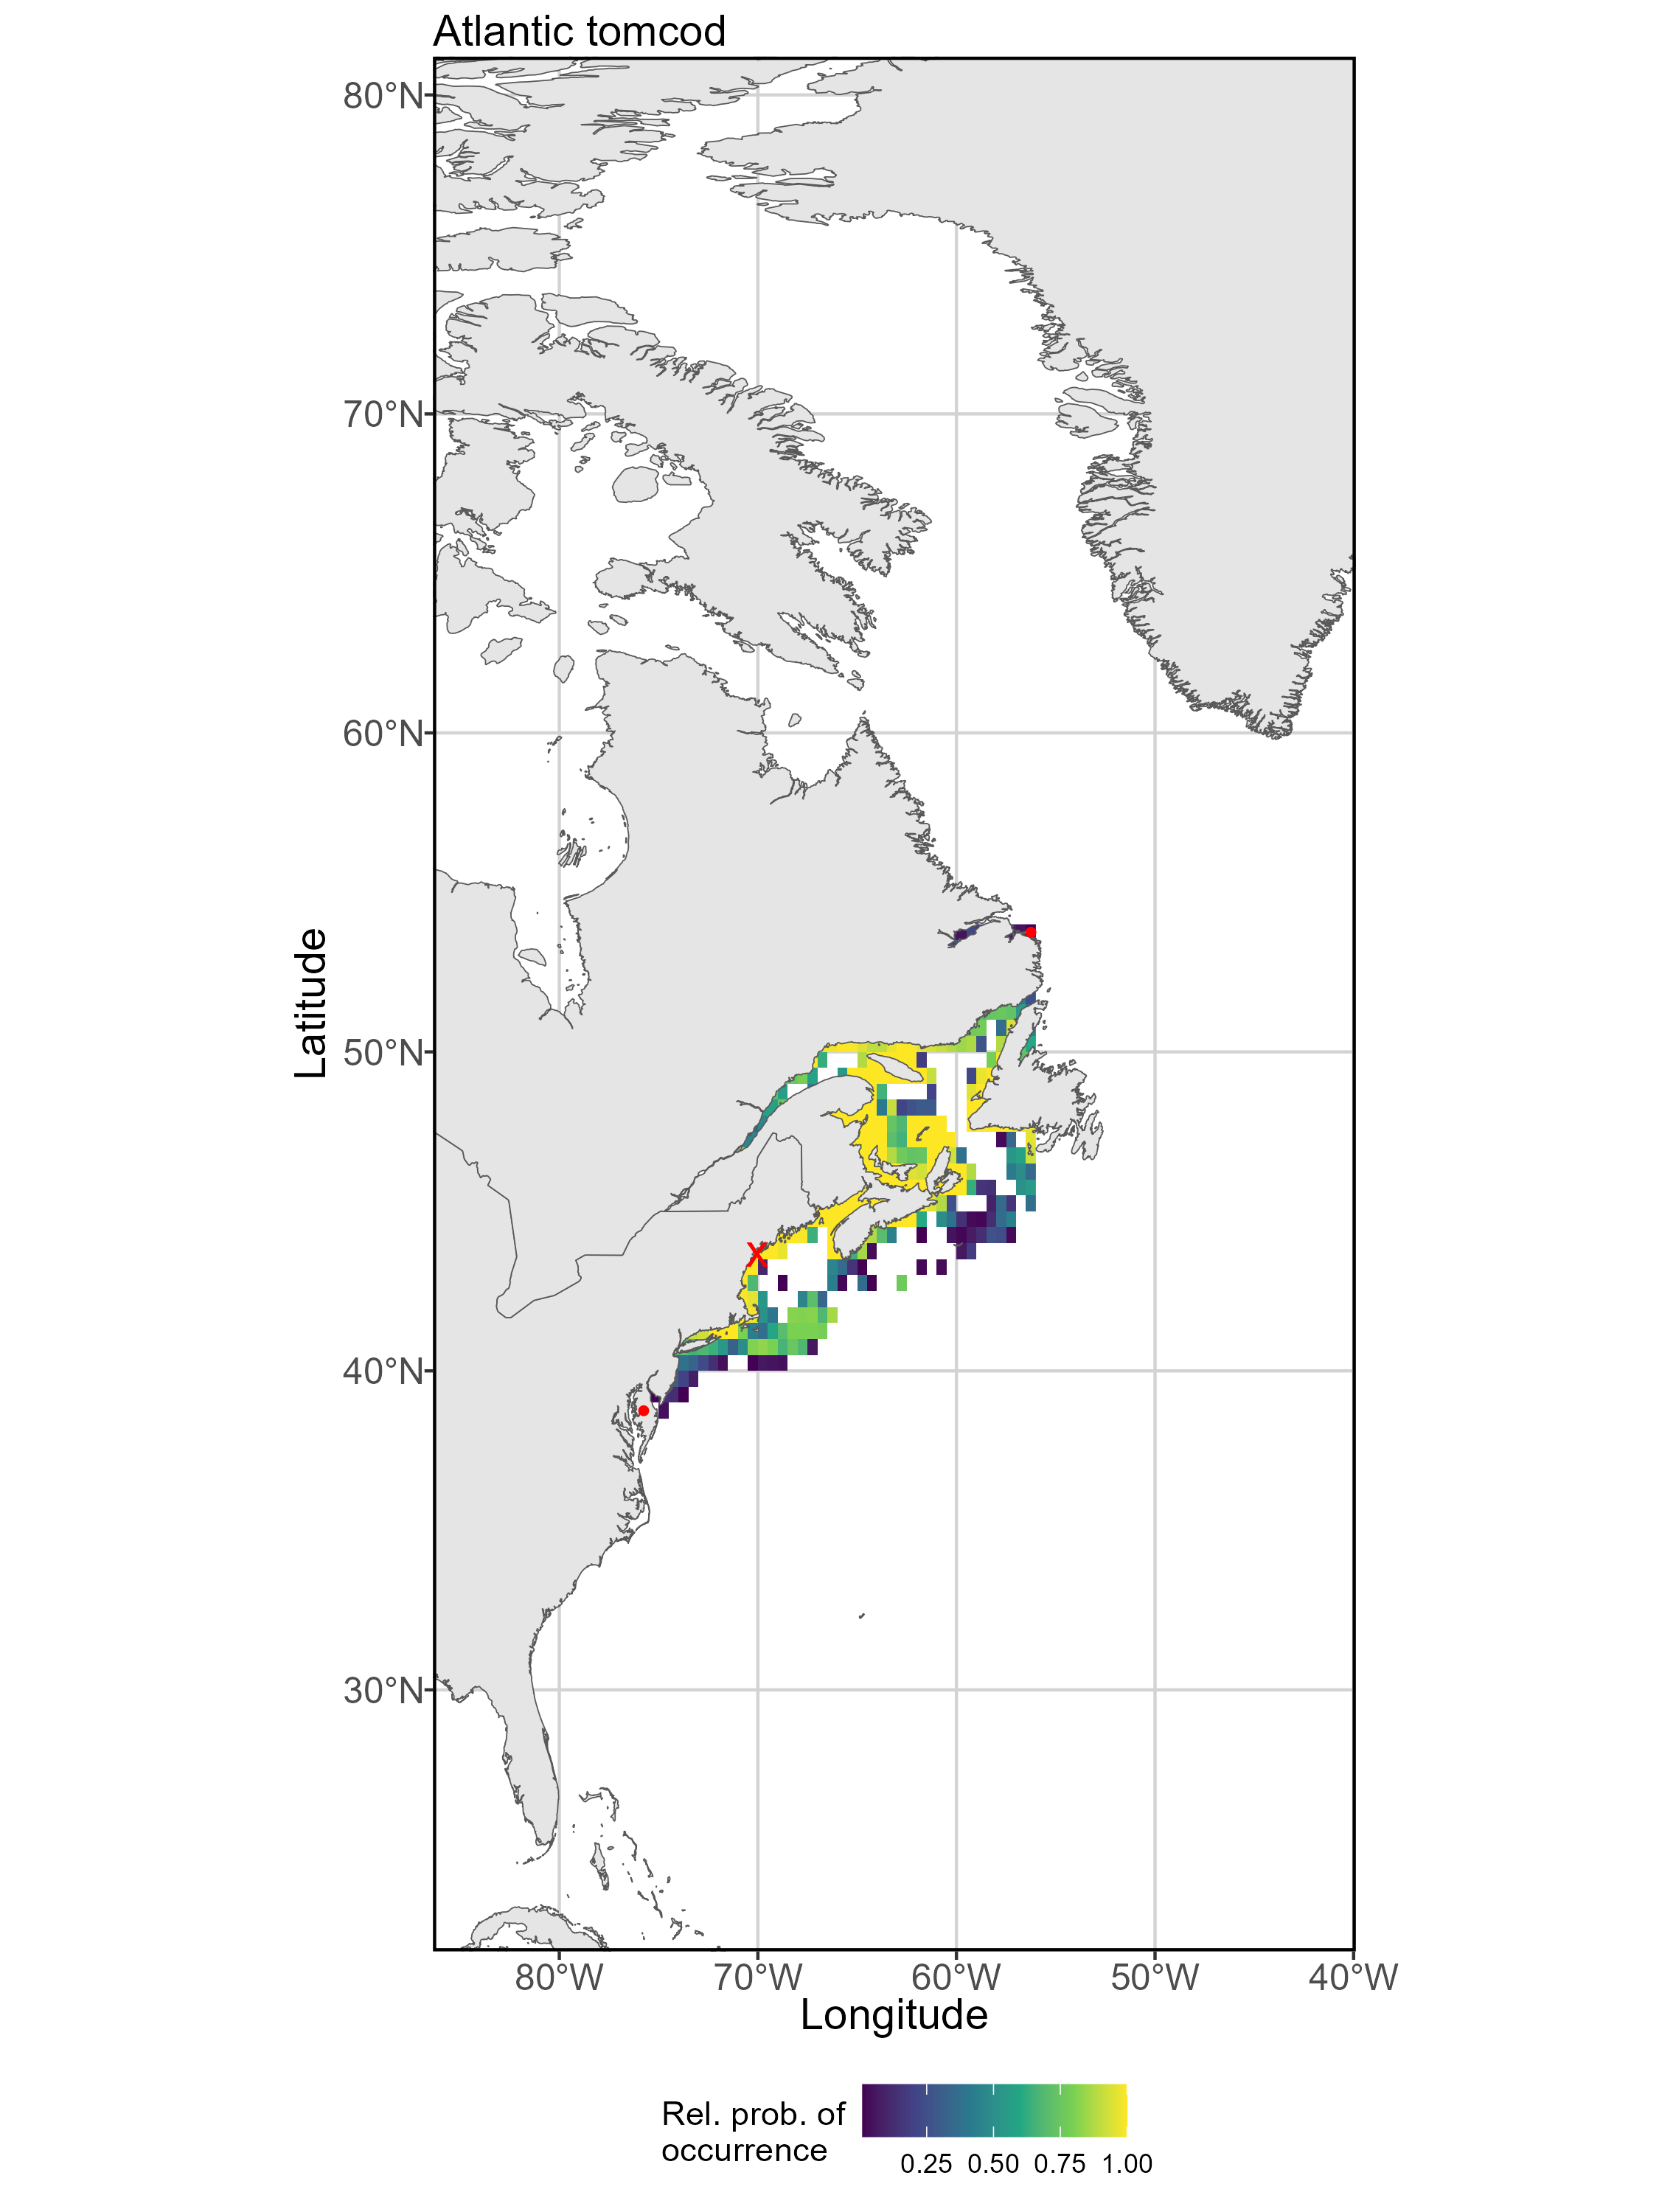 Atlantic tomcod
80°N
70°N
60°N
50°N
40°N
30°N
Latitude
X
80°W 70°W 60°W 50°W 40°W
Longitude
Rel. prob. of
occurrence
0.25 0.50 0.75 1.00